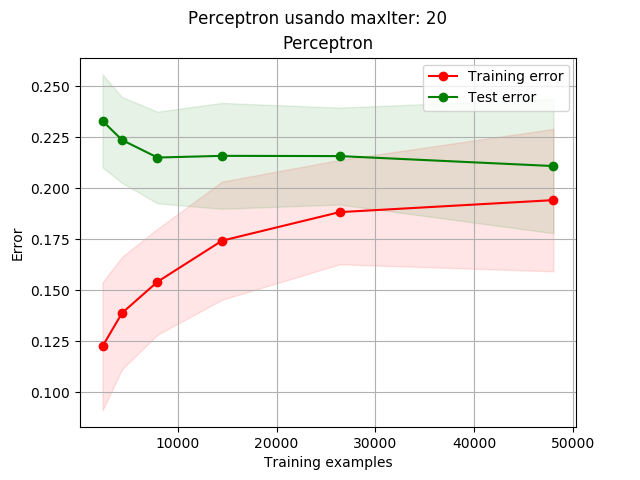 Perceptron usando maxIter: 20
Perceptron
Training error
Test error
0.250
0.225
0.200
0.175
0.150
0.125
0.100
Error
10000 20000 30000 40000 50000
Training examples